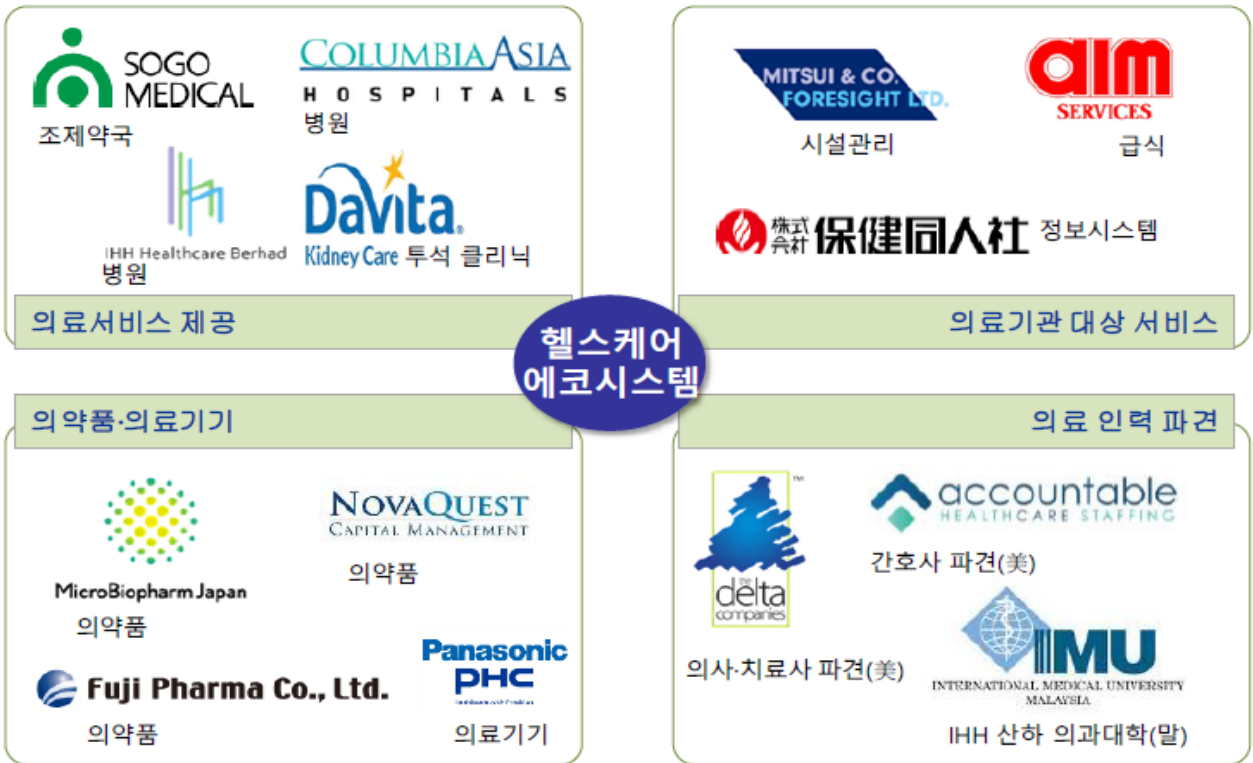 SOGO
MEDICAL
조제약국
COLUMBIA ASIA
HOSPITALS
병원
IHH Healthcare Berhad
병원
DaVita.
Kidney Care 투석 클리닉
의료서비스 제공
MITSUI & CO.
FORESIGHT LTD.
시설관리
aim
SERVICES
급식
株式
会社 保健同人社 정보시스템
의료기관 대상 서비스
헬스케어
에코시스템
의약품·의료기기
MicroBiopharm Japan
의약품
NOVAQUEST
CAPITAL MANAGEMENT
의약품
Fuji Pharma Co., Ltd.
의약품
Panasonic
PHC
의료기기
의료 인력 파견
the
delta
companies
TM
의사·치료사 파견(美)
accountable
HEALTHCARE STAFFING
간호사 파견(美)
IMU
INTERNATIONAL MEDICAL UNIVERSITY
MALAYSIA
IHH 산하 의과대학(말)